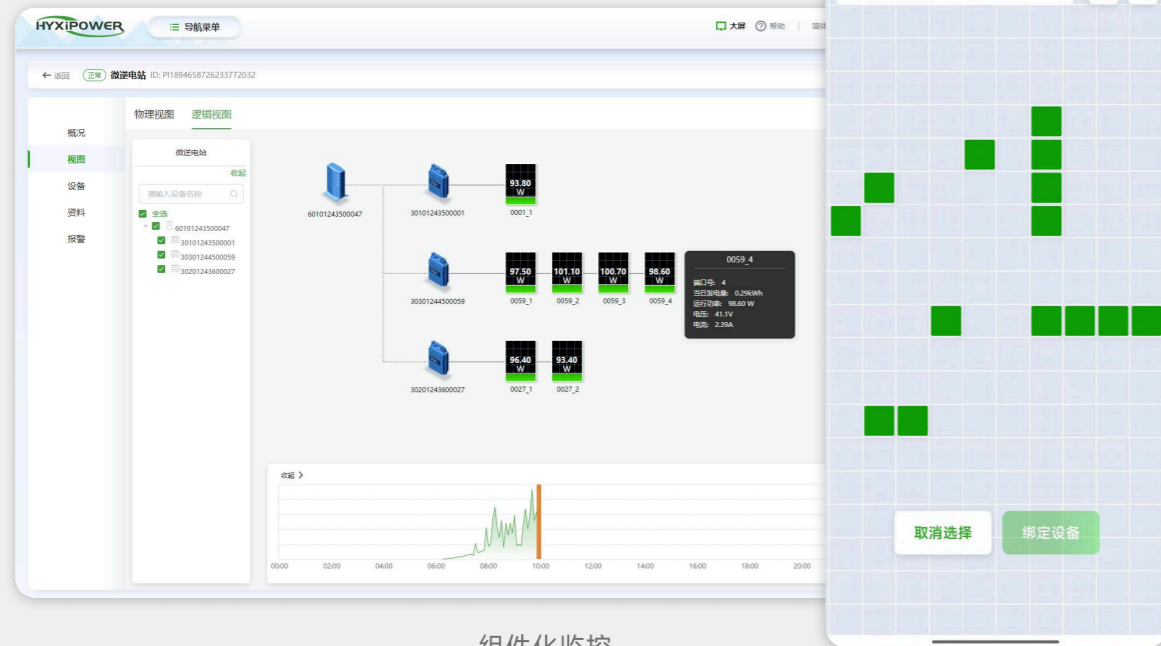 HYXiPOWER
导航菜单
大屏
帮助
简体
返回
正常
微逆电站 ID: PI1894658726233772032
概况
视图
设备
资料
报警
物理视图
逻辑视图
微逆电站
收起
请输入设备名称
全选
60101243500047
30101243500001
30301244500059
30201243600027
60101243500047
30101243500001
93.80
W
0001_1
30301244500059
97.50
W
0059_1
101.10
W
0059_2
100.70
W
0059_3
98.60
W
0059_4
0059_4
端口号: 4
当日发电量: 0.29kWh
运行功率: 98.60 W
电压: 41.1V
电流: 2.39A
30201243600027
96.40
W
0027_1
93.40
W
0027_2
收起
00:00 02:00 04:00 06:00 08:00 10:00 12:00 14:00 16:00 18:00 20:00
取消选择
绑定设备
组件化监控